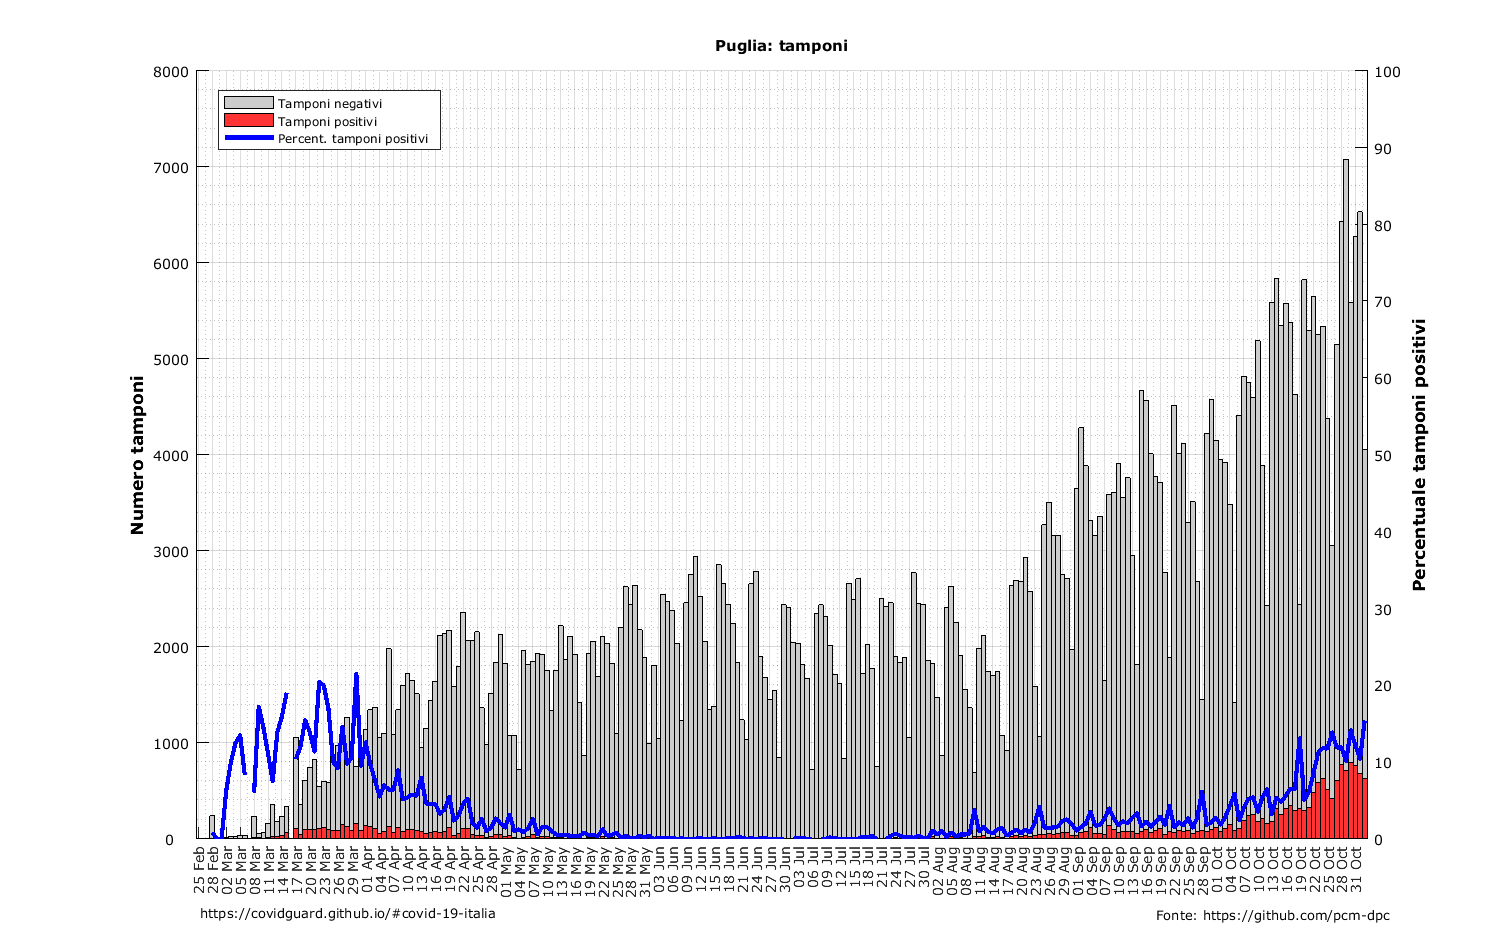 Puglia: tamponi
8000
7000
6000
5000
4000
3000
2000
1000
0
Numero tamponi
Tamponi negativi
Tamponi positivi
Percent. tamponi positivi
100
90
80
70
60
50
40
30
20
10
0
Percentuale tamponi positivi
25 Feb
28 Feb
02 Mar
05 Mar
08 Mar
11 Mar
14 Mar
17 Mar
20 Mar
23 Mar
26 Mar
29 Mar
01 Apr
04 Apr
07 Apr
10 Apr
13 Apr
16 Apr
19 Apr
22 Apr
25 Apr
28 Apr
01 May
04 May
07 May
10 May
13 May
16 May
19 May
22 May
25 May
28 May
31 May
03 Jun
06 Jun
09 Jun
12 Jun
15 Jun
18 Jun
21 Jun
24 Jun
27 Jun
30 Jun
03 Jul
06 Jul
09 Jul
12 Jul
15 Jul
18 Jul
21 Jul
24 Jul
27 Jul
30 Jul
02 Aug
05 Aug
08 Aug
11 Aug
14 Aug
17 Aug
20 Aug
23 Aug
26 Aug
29 Aug
01 Sep
04 Sep
07 Sep
10 Sep
13 Sep
16 Sep
19 Sep
22 Sep
25 Sep
28 Sep
01 Oct
04 Oct
07 Oct
10 Oct
13 Oct
16 Oct
19 Oct
22 Oct
25 Oct
28 Oct
31 Oct
https://covidguard.github.io/#covid-19-italia
Fonte: https://github.com/pcm-dpc